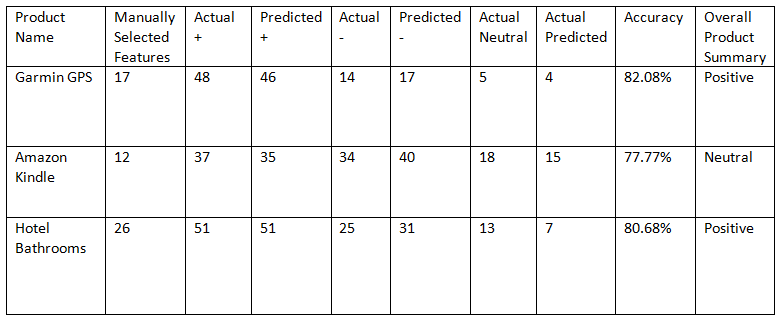 Product Name | Manually Selected Features | Actual + | Predicted + | Actual - | Predicted - | Actual Neutral | Actual Predicted | Accuracy | Overall Product Summary
Garmin GPS | 17 | 48 | 46 | 14 | 17 | 5 | 4 | 82.08% | Positive
Amazon Kindle | 12 | 37 | 35 | 34 | 40 | 18 | 15 | 77.77% | Neutral
Hotel Bathrooms | 26 | 51 | 51 | 25 | 31 | 13 | 7 | 80.68% | Positive